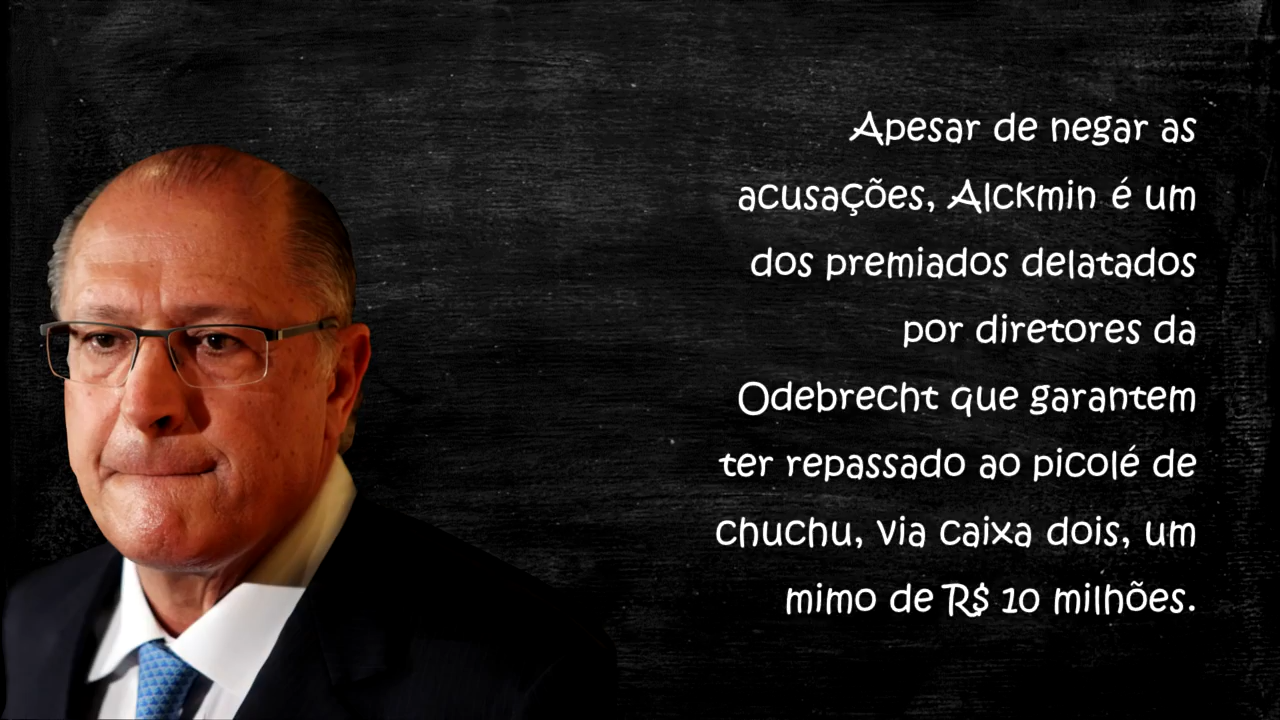 Apesar de negar as
acusações, Alckmin é um
dos premiados delatados
por diretores da
Odebrecht que garantem
ter repassado ao picolé de
chuchu, via caixa dois, um
mimo de R$ 10 milhões.